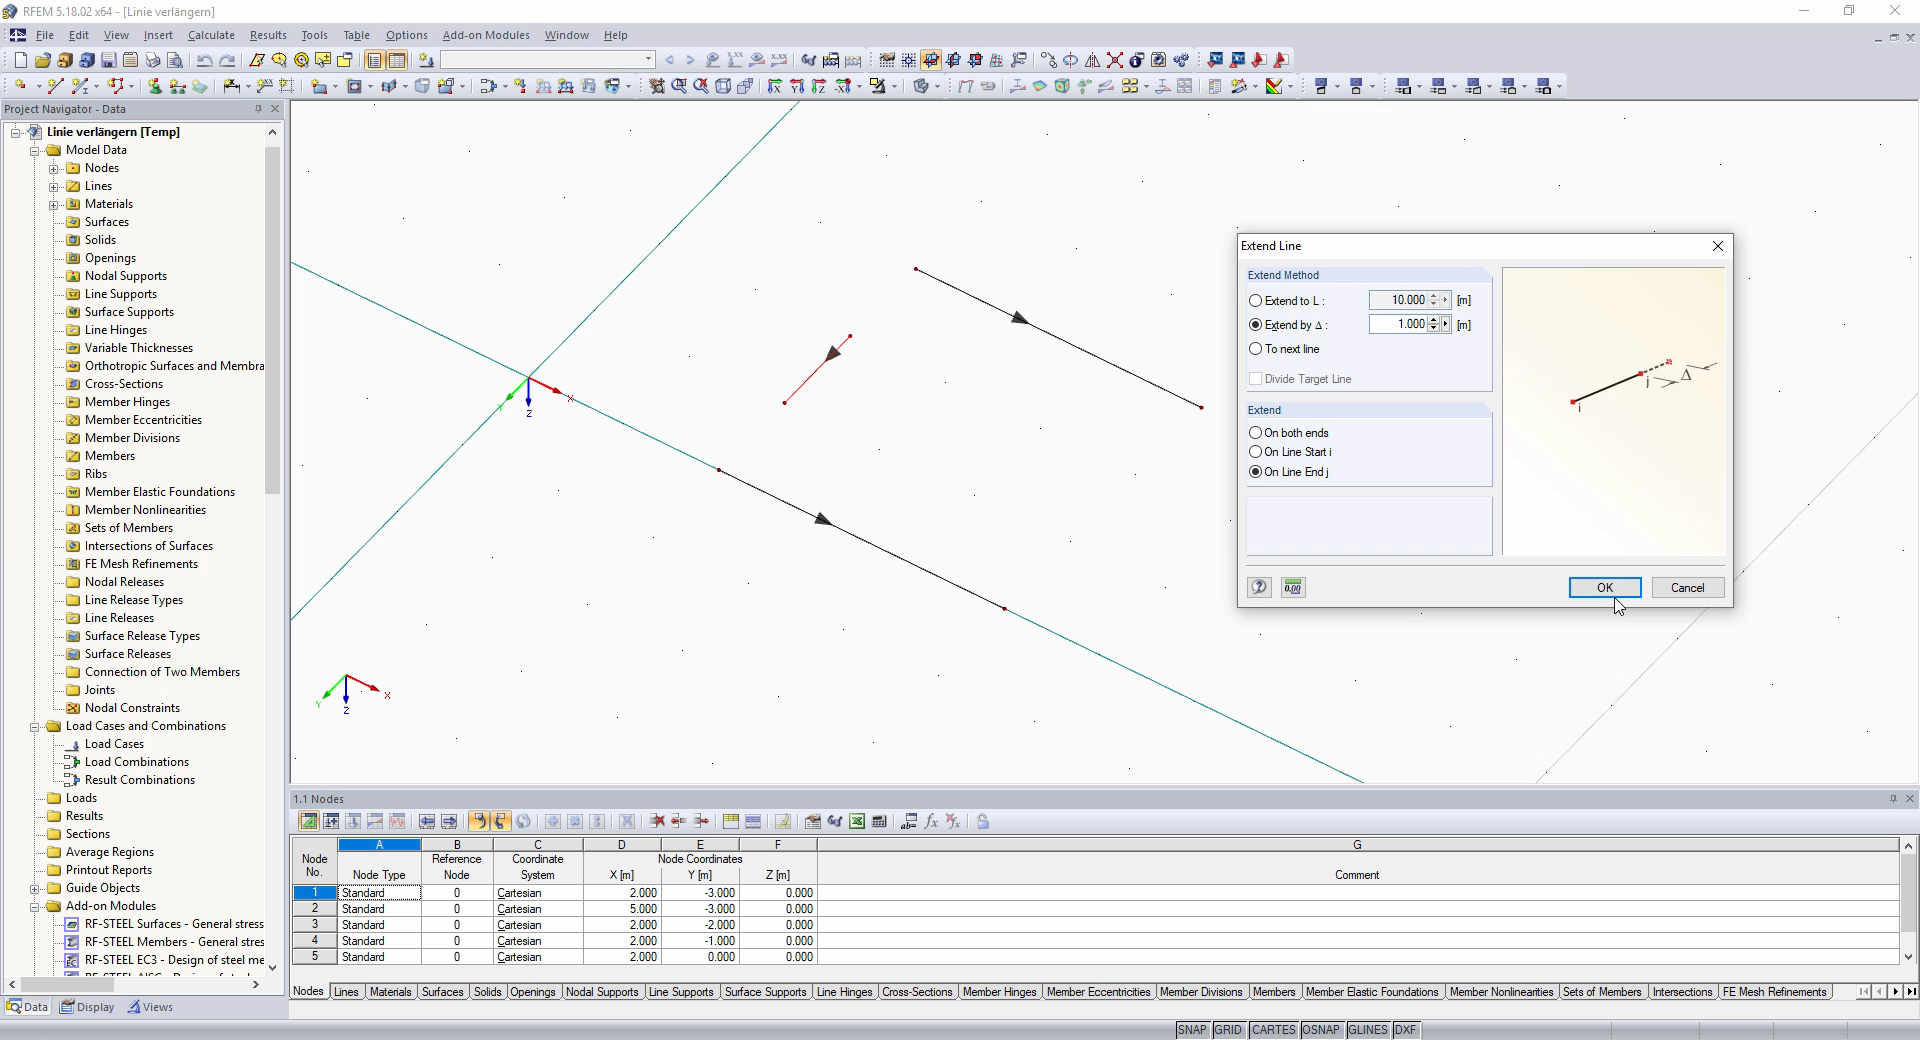 RFEM 5.18.02 x64 - [Linie verlängern]
File Edit View Insert Calculate Results Tools Table Options Add-on Modules Window Help
Project Navigator - Data
Linie verlängern [Temp]
Model Data
Nodes
Lines
Materials
Surfaces
Solids
Openings
Nodal Supports
Line Supports
Surface Supports
Line Hinges
Variable Thicknesses
Orthotropic Surfaces and Membra
Cross-Sections
Member Hinges
Member Eccentricities
Member Divisions
Members
Ribs
Member Elastic Foundations
Member Nonlinearities
Sets of Members
Intersections of Surfaces
FE Mesh Refinements
Nodal Releases
Line Release Types
Line Releases
Surface Release Types
Surface Releases
Connection of Two Members
Joints
Nodal Constraints
Load Cases and Combinations
Load Cases
Load Combinations
Result Combinations
Loads
Results
Sections
Average Regions
Printout Reports
Guide Objects
Add-on Modules
RF-STEEL Surfaces - General stress
RF-STEEL Members - General stres
RF-STEEL EC3 - Design of steel me
Data Display Views
X
Y
Z
X
Y
Z
Extend Line
Extend Method
Extend to L : 10.000 [m]
Extend by Δ : 1.000 [m]
To next line
Divide Target Line
Extend
On both ends
On Line Start i
On Line End j
i
j
Δ
OK Cancel
1.1 Nodes
A B C D E F G
Node Reference Coordinate Node Coordinates
No. Node Type Node System X [m] Y [m] Z [m] Comment
1 Standard 0 Cartesian 2.000 -3.000 0.000
2 Standard 0 Cartesian 5.000 -3.000 0.000
3 Standard 0 Cartesian 2.000 -2.000 0.000
4 Standard 0 Cartesian 2.000 -1.000 0.000
5 Standard 0 Cartesian 2.000 0.000 0.000
Nodes Lines Materials Surfaces Solids Openings Nodal Supports Line Supports Surface Supports Line Hinges Cross-Sections Member Hinges Member Eccentricities Member Divisions Members Member Elastic Foundations Member Nonlinearities Sets of Members Intersections FE Mesh Refinements
SNAP GRID CARTES OSNAP GLINES DXF